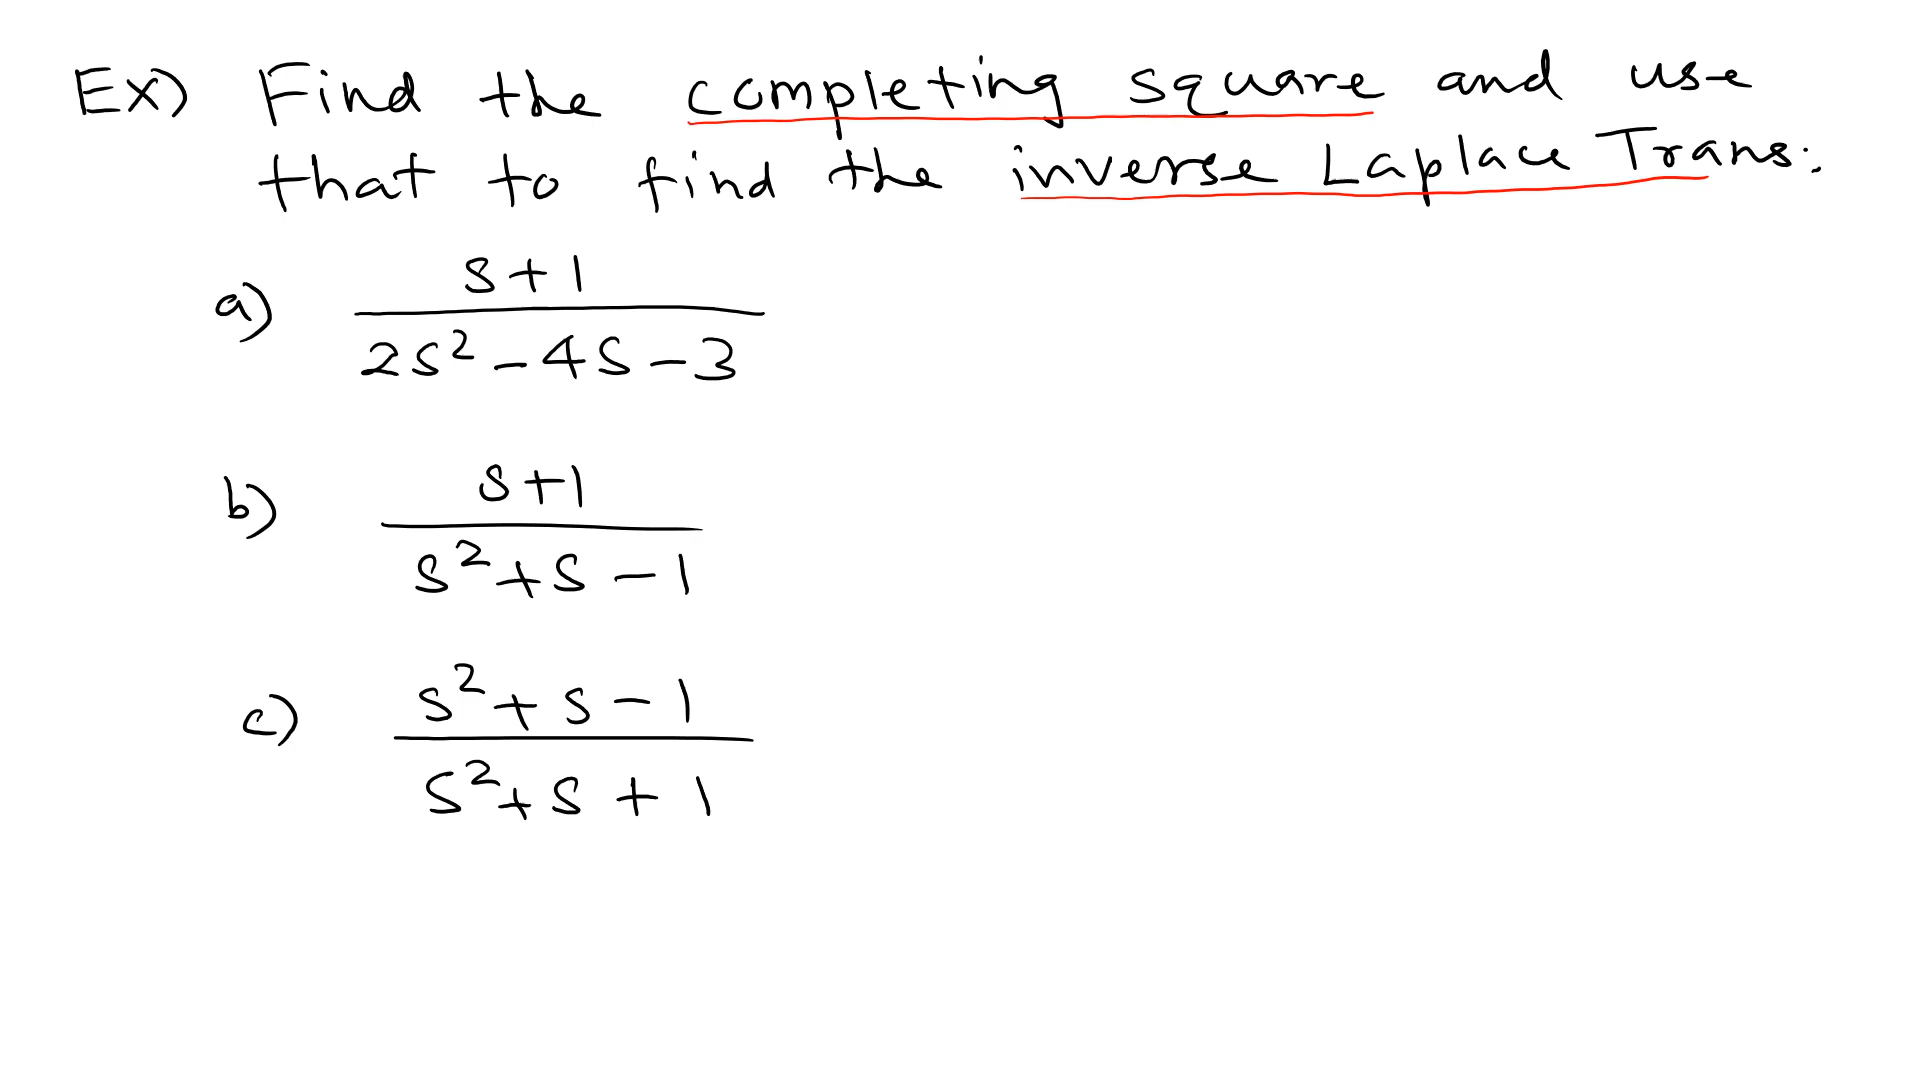 Ex) Find the completing square and use
that to find the inverse Laplace Trans.
a) s+1
2s² - 4s - 3
b) s+1
s² + s - 1
c) s² + s - 1
s² + s + 1